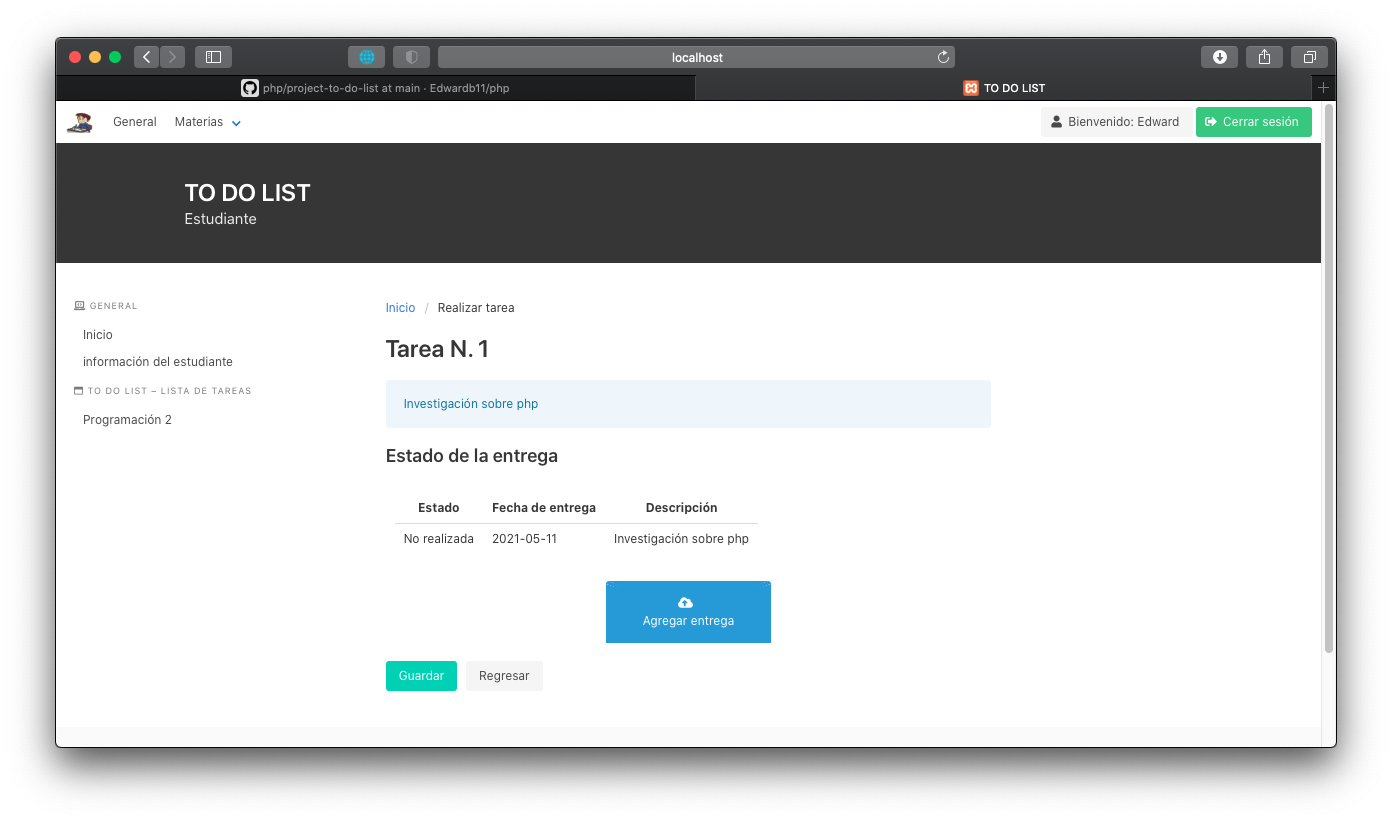 localhost
php/project-to-do-list at main · Edwardb11/php
TO DO LIST
General Materias Bienvenido: Edward Cerrar sesión
TO DO LIST
Estudiante
GENERAL
Inicio
información del estudiante
TO DO LIST – LISTA DE TAREAS
Programación 2
Inicio / Realizar tarea
Tarea N. 1
Investigación sobre php
Estado de la entrega
Estado Fecha de entrega Descripción
No realizada 2021-05-11 Investigación sobre php
Agregar entrega
Guardar Regresar